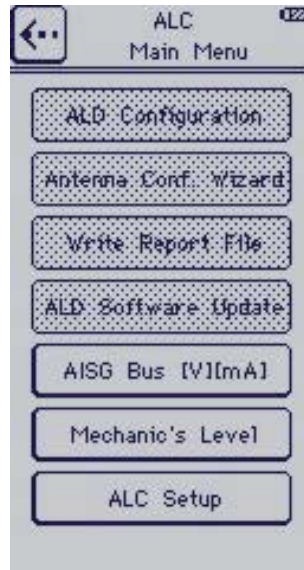 ALC
Main Menu
ALD Configuration
Antenna Conf. Wizard
Write Report File
ALD Software Update
AISG Bus [V][mA]
Mechanic's Level
ALC Setup